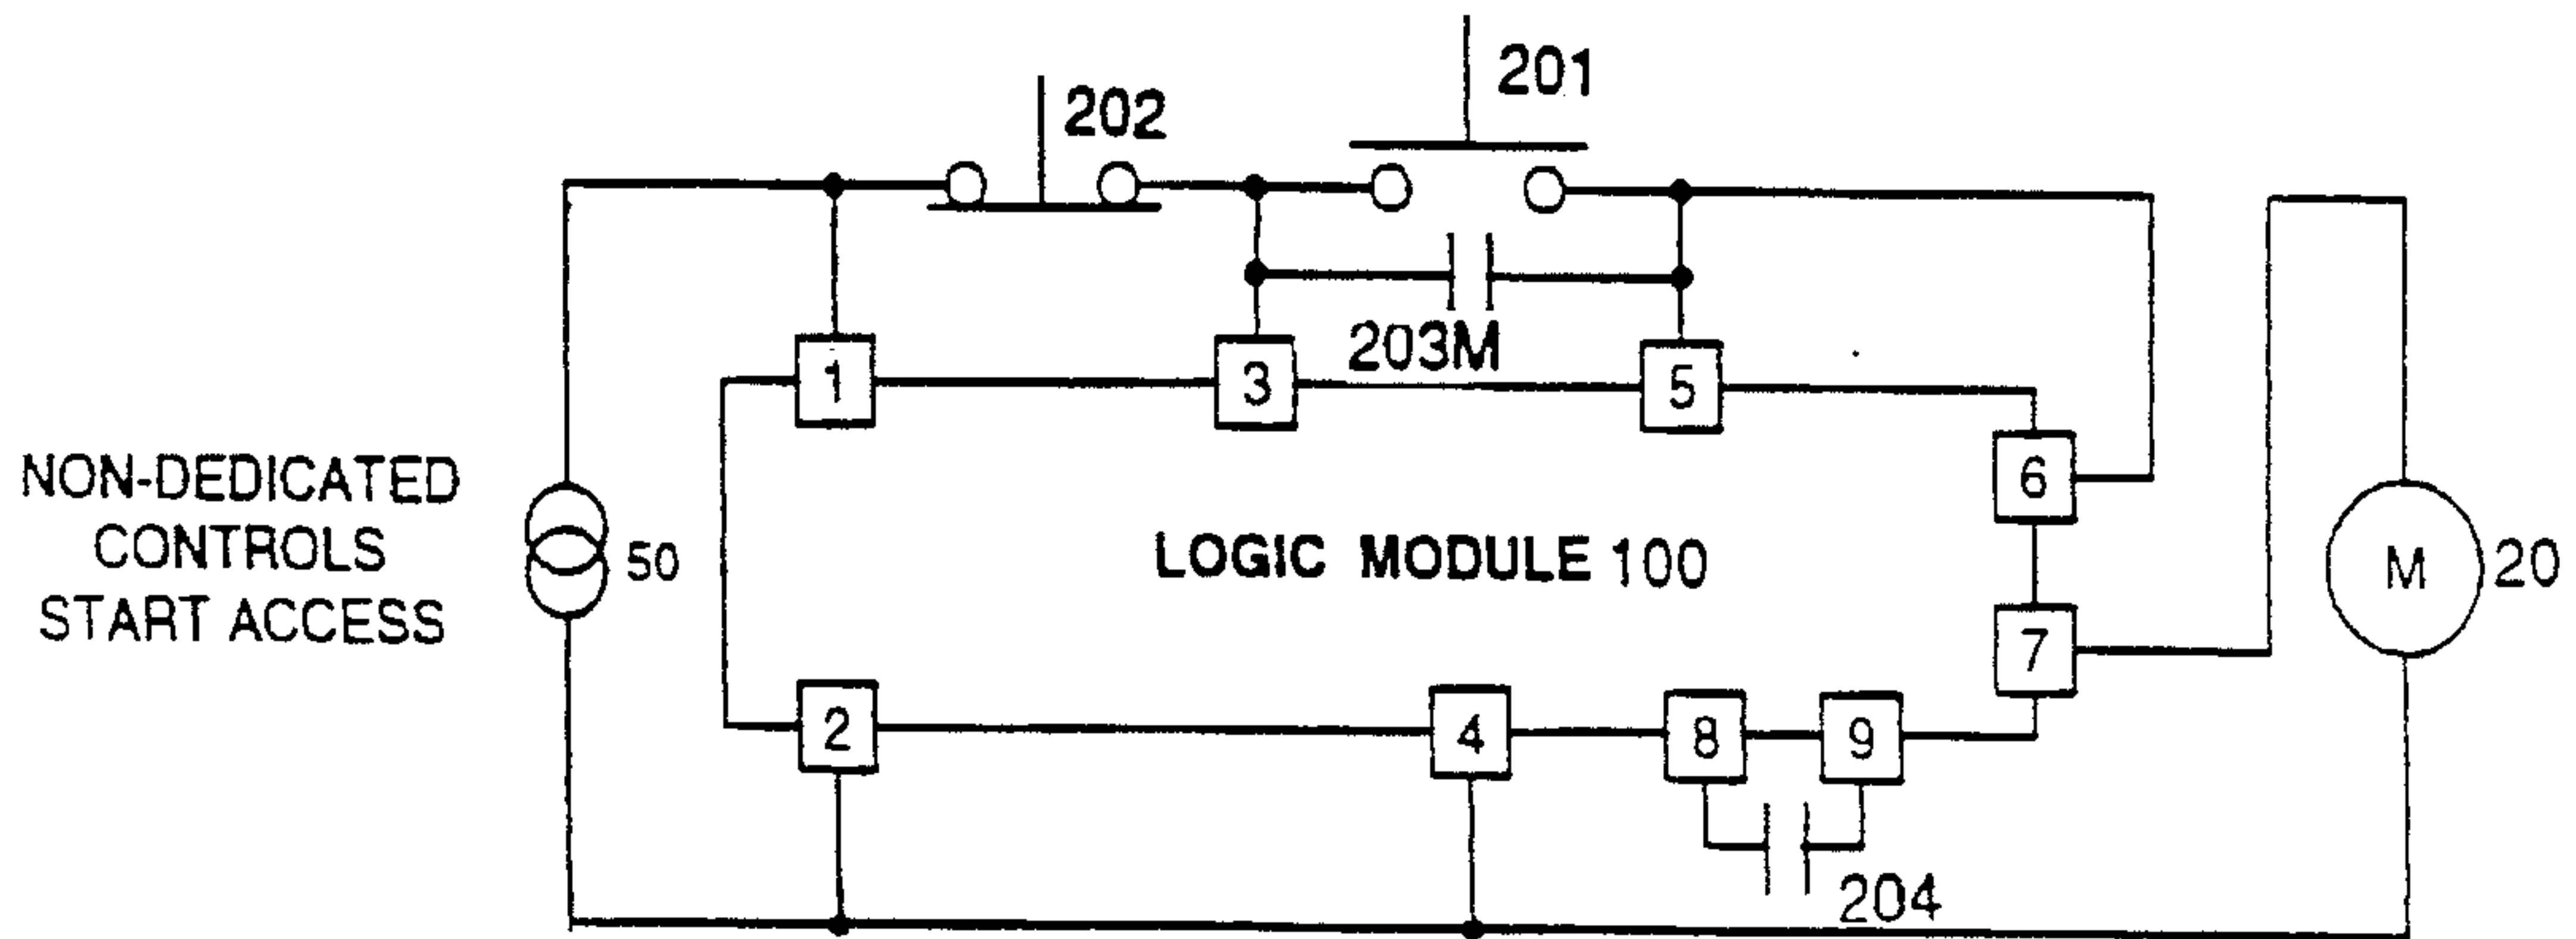 201
202
203M
1
3
5
6
NON-DEDICATED
CONTROLS
START ACCESS
50
LOGIC MODULE 100
M
20
7
2
4
8
9
204